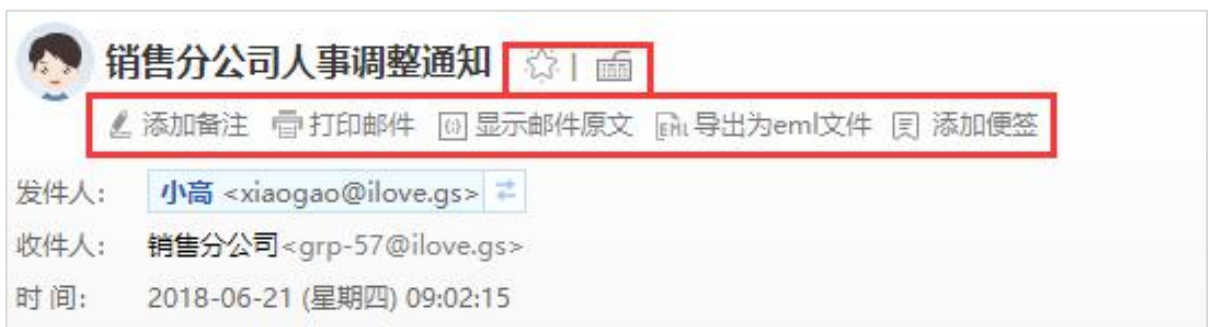 销售分公司人事调整通知 |
添加备注 打印邮件 显示邮件原文 EML 导出为eml文件 添加便签
发件人: 小高 <xiaogao@ilove.gs>
收件人: 销售分公司<grp-57@ilove.gs>
时 间: 2018-06-21 (星期四) 09:02:15